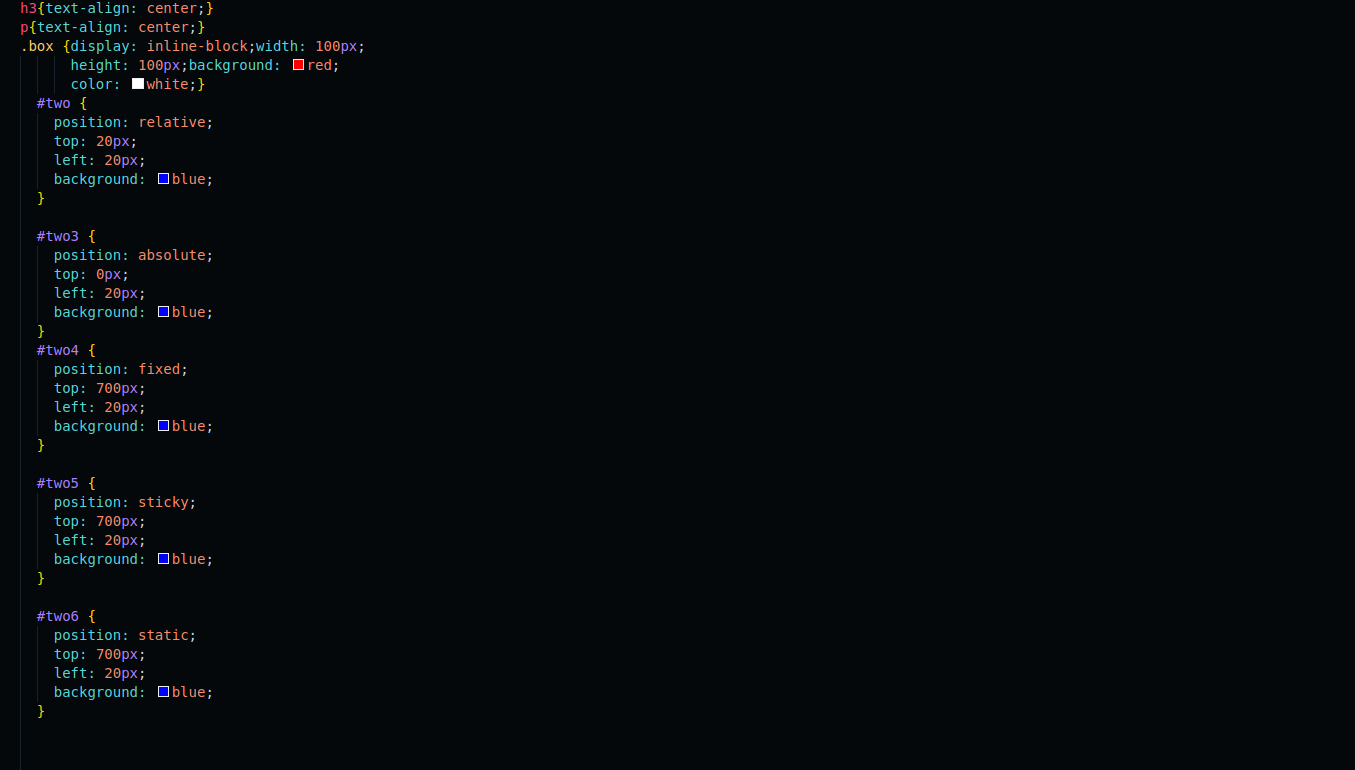 h3{text-align: center;}
p{text-align: center;}
.box {display: inline-block;width: 100px;
height: 100px;background: red;
color: white;}
#two {
position: relative;
top: 20px;
left: 20px;
background: blue;
}
#two3 {
position: absolute;
top: 0px;
left: 20px;
background: blue;
}
#two4 {
position: fixed;
top: 700px;
left: 20px;
background: blue;
}
#two5 {
position: sticky;
top: 700px;
left: 20px;
background: blue;
}
#two6 {
position: static;
top: 700px;
left: 20px;
background: blue;
}